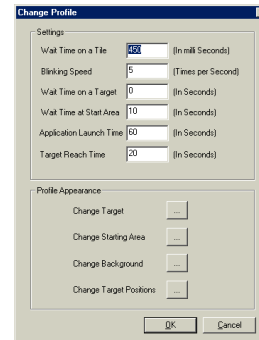 Change Profile
Settings
Wait Time on a Tile 450 (In milli Seconds)
Blinking Speed 5 (Times per Second)
Wait Time on a Target 0 (In Seconds)
Wait Time at Start Area 10 (In Seconds)
Application Launch Time 60 (In Seconds)
Target Reach Time 20 (In Seconds)
Profile Appearance
Change Target ...
Change Starting Area ...
Change Background ...
Change Target Positions ...
OK Cancel